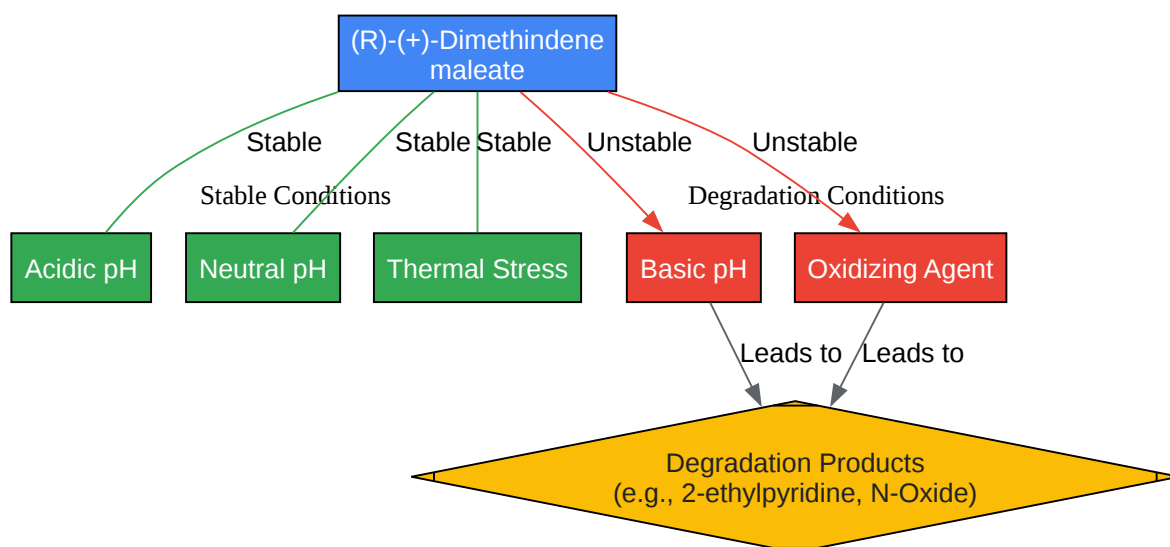 (R)-(+)-Dimethindene
maleate
Stable
Stable
Stable
Unstable
Unstable
Stable Conditions
Degradation Conditions
Acidic pH
Neutral pH
Thermal Stress
Basic pH
Oxidizing Agent
Leads to
Leads to
Degradation Products
(e.g., 2-ethylpyridine, N-Oxide)